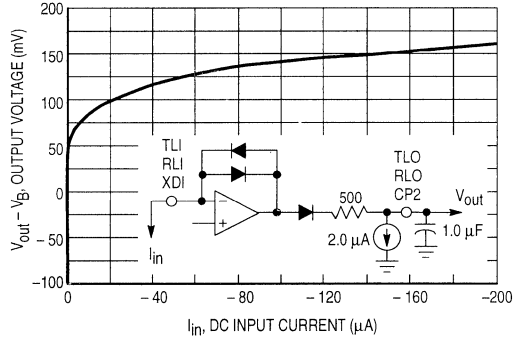 200
150
100
50
0
−50
−100
Vout − VB, OUTPUT VOLTAGE (mV)
TLI
RLI
XDI
Iin
−
+
500
2.0 µA
TLO
RLO
CP2
Vout
1.0 µF
0
−40
−80
−120
−160
−200
Iin, DC INPUT CURRENT (µA)